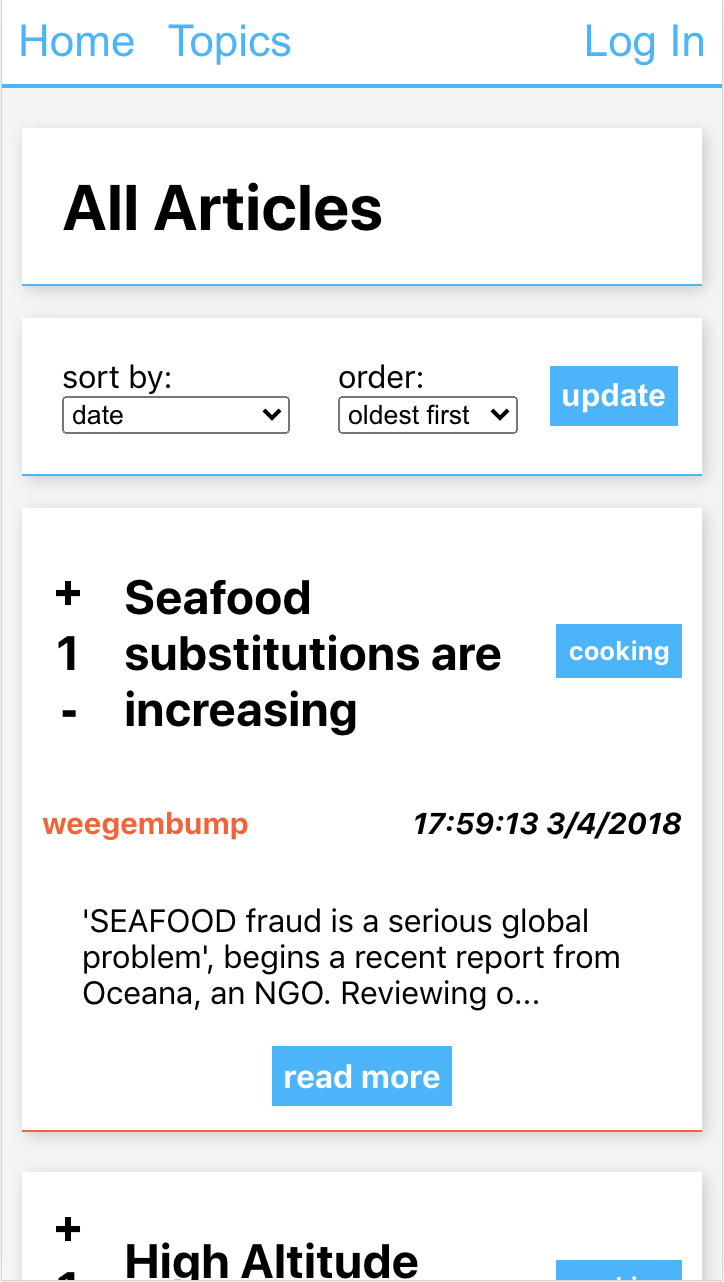 Home Topics Log In
All Articles
sort by: order:
date oldest first update
+ Seafood
1 substitutions are cooking
- increasing
weegembump 17:59:13 3/4/2018
'SEAFOOD fraud is a serious global
problem', begins a recent report from
Oceana, an NGO. Reviewing o...
read more
+
High Altitude